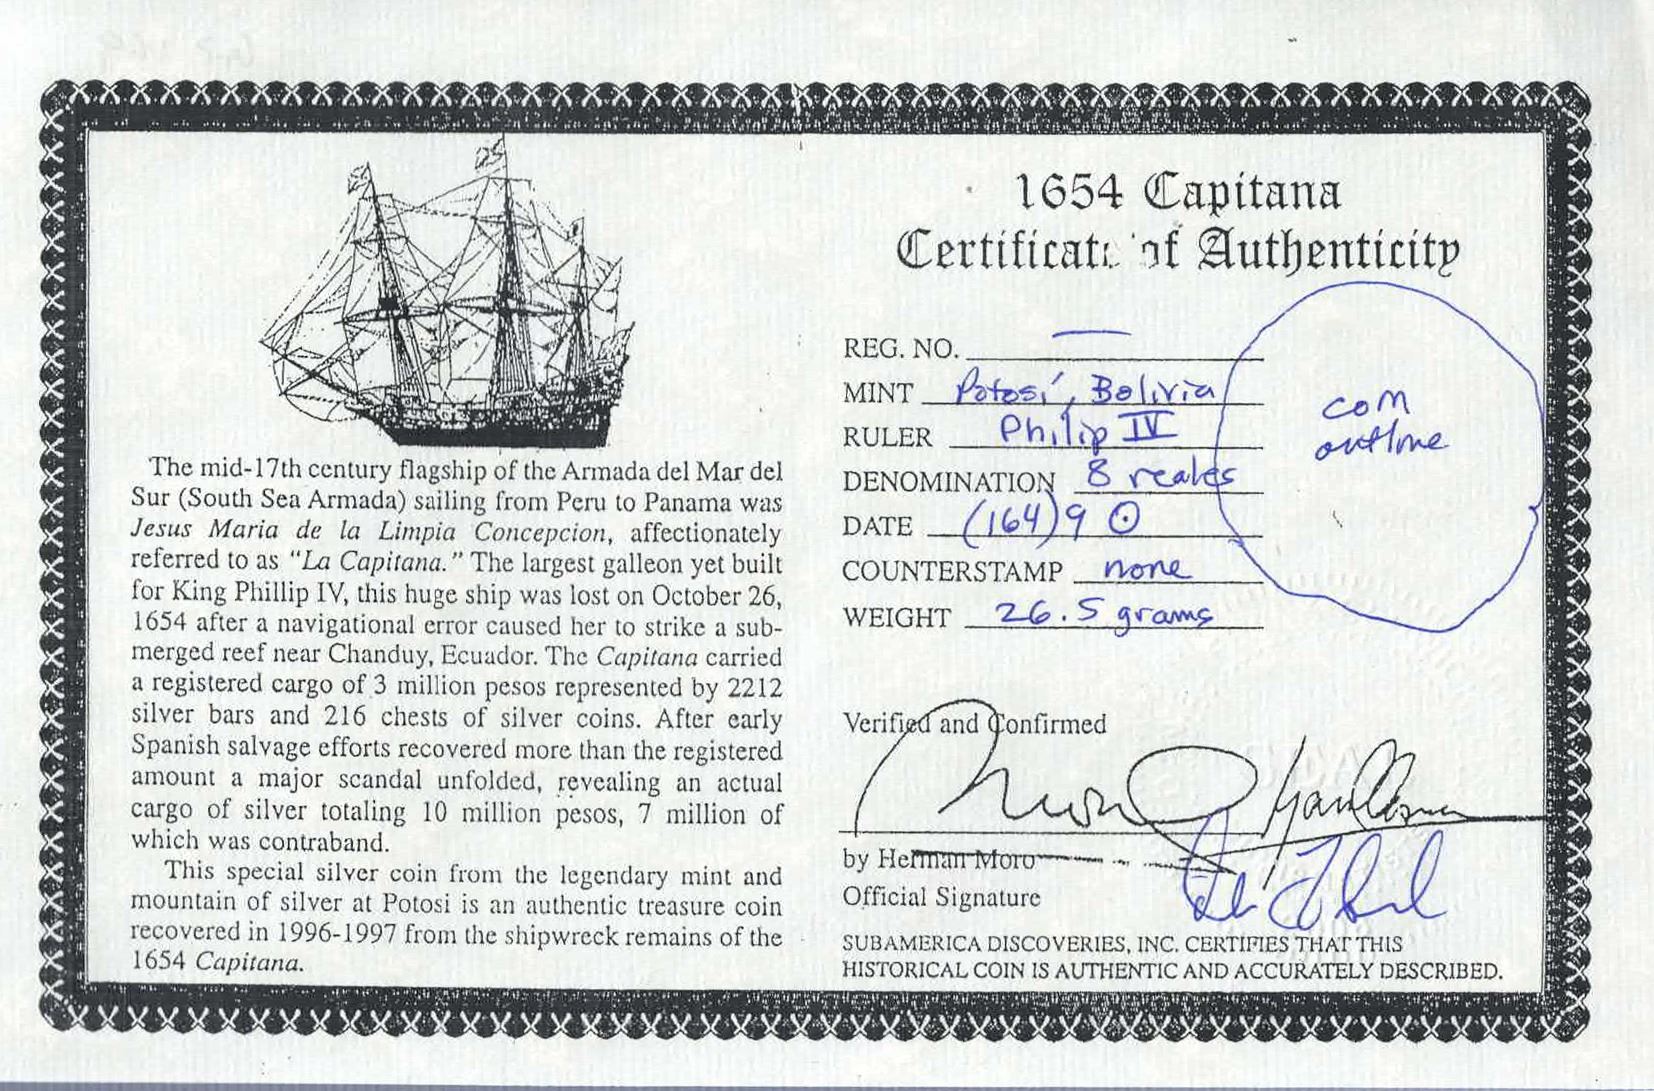 The mid-17th century flagship of the Armada del Mar del
Sur (South Sea Armada) sailing from Peru to Panama was
Jesus Maria de la Limpia Concepcion, affectionately
referred to as "La Capitana." The largest galleon yet built
for King Phillip IV, this huge ship was lost on October 26,
1654 after a navigational error caused her to strike a sub-
merged reef near Chanduy, Ecuador. The Capitana carried
a registered cargo of 3 million pesos represented by 2212
silver bars and 216 chests of silver coins. After early
Spanish salvage efforts recovered more than the registered
amount a major scandal unfolded, revealing an actual
cargo of silver totaling 10 million pesos, 7 million of
which was contraband.
This special silver coin from the legendary mint and
mountain of silver at Potosi is an authentic treasure coin
recovered in 1996-1997 from the shipwreck remains of the
1654 Capitana.
1654 Capitana
Certificate of Authenticity
REG. NO. —
MINT Potosí, Bolivia
RULER Philip IV
DENOMINATION 8 reales
DATE (164)9 ⊙
COUNTERSTAMP none
WEIGHT 26.5 grams
coin
outline
Verified and Confirmed
by Herman Moro
Official Signature
SUBAMERICA DISCOVERIES, INC. CERTIFIES THAT THIS
HISTORICAL COIN IS AUTHENTIC AND ACCURATELY DESCRIBED.